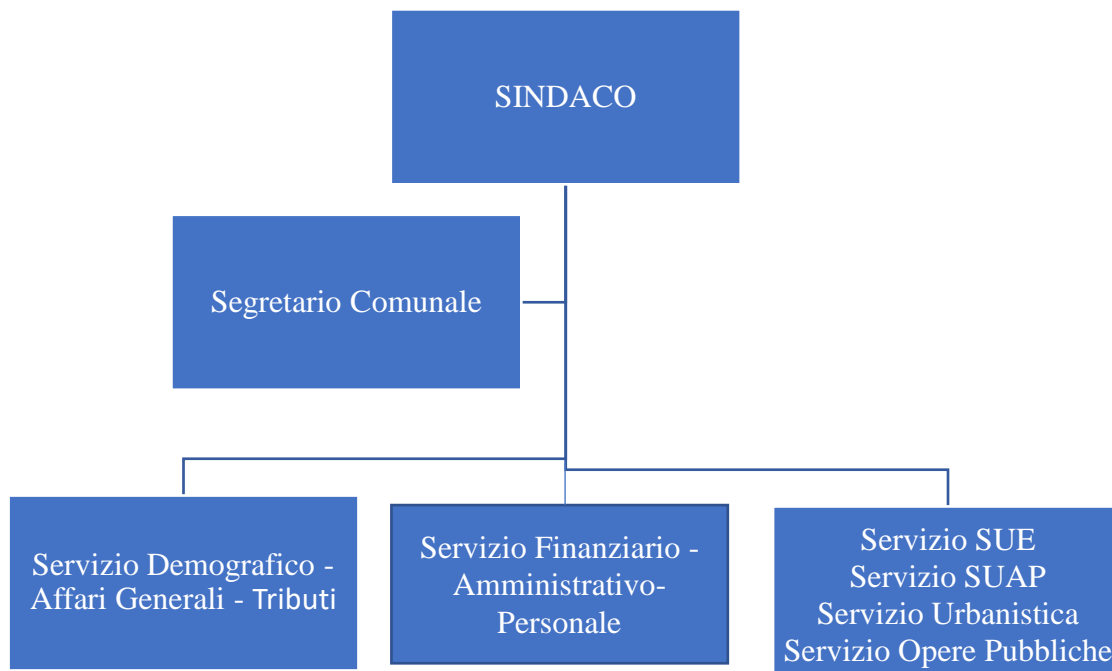 SINDACO
Segretario Comunale
Servizio Demografico -
Affari Generali - Tributi
Servizio Finanziario -
Amministrativo-
Personale
Servizio SUE
Servizio SUAP
Servizio Urbanistica
Servizio Opere Pubbliche